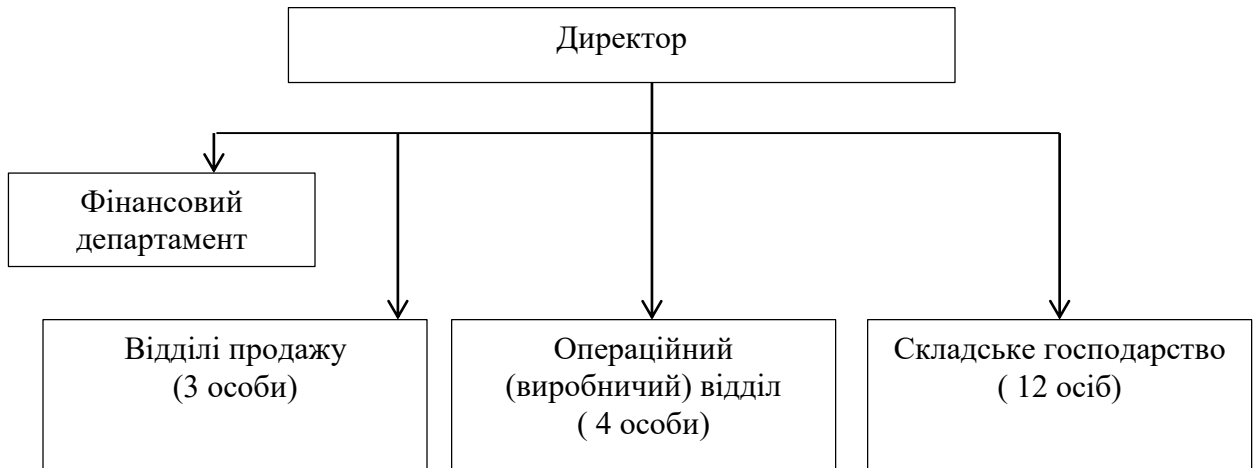 Директор
Фінансовий
департамент
Відділі продажу
(3 особи)
Операційний
(виробничий) відділ
( 4 особи)
Складське господарство
( 12 осіб)